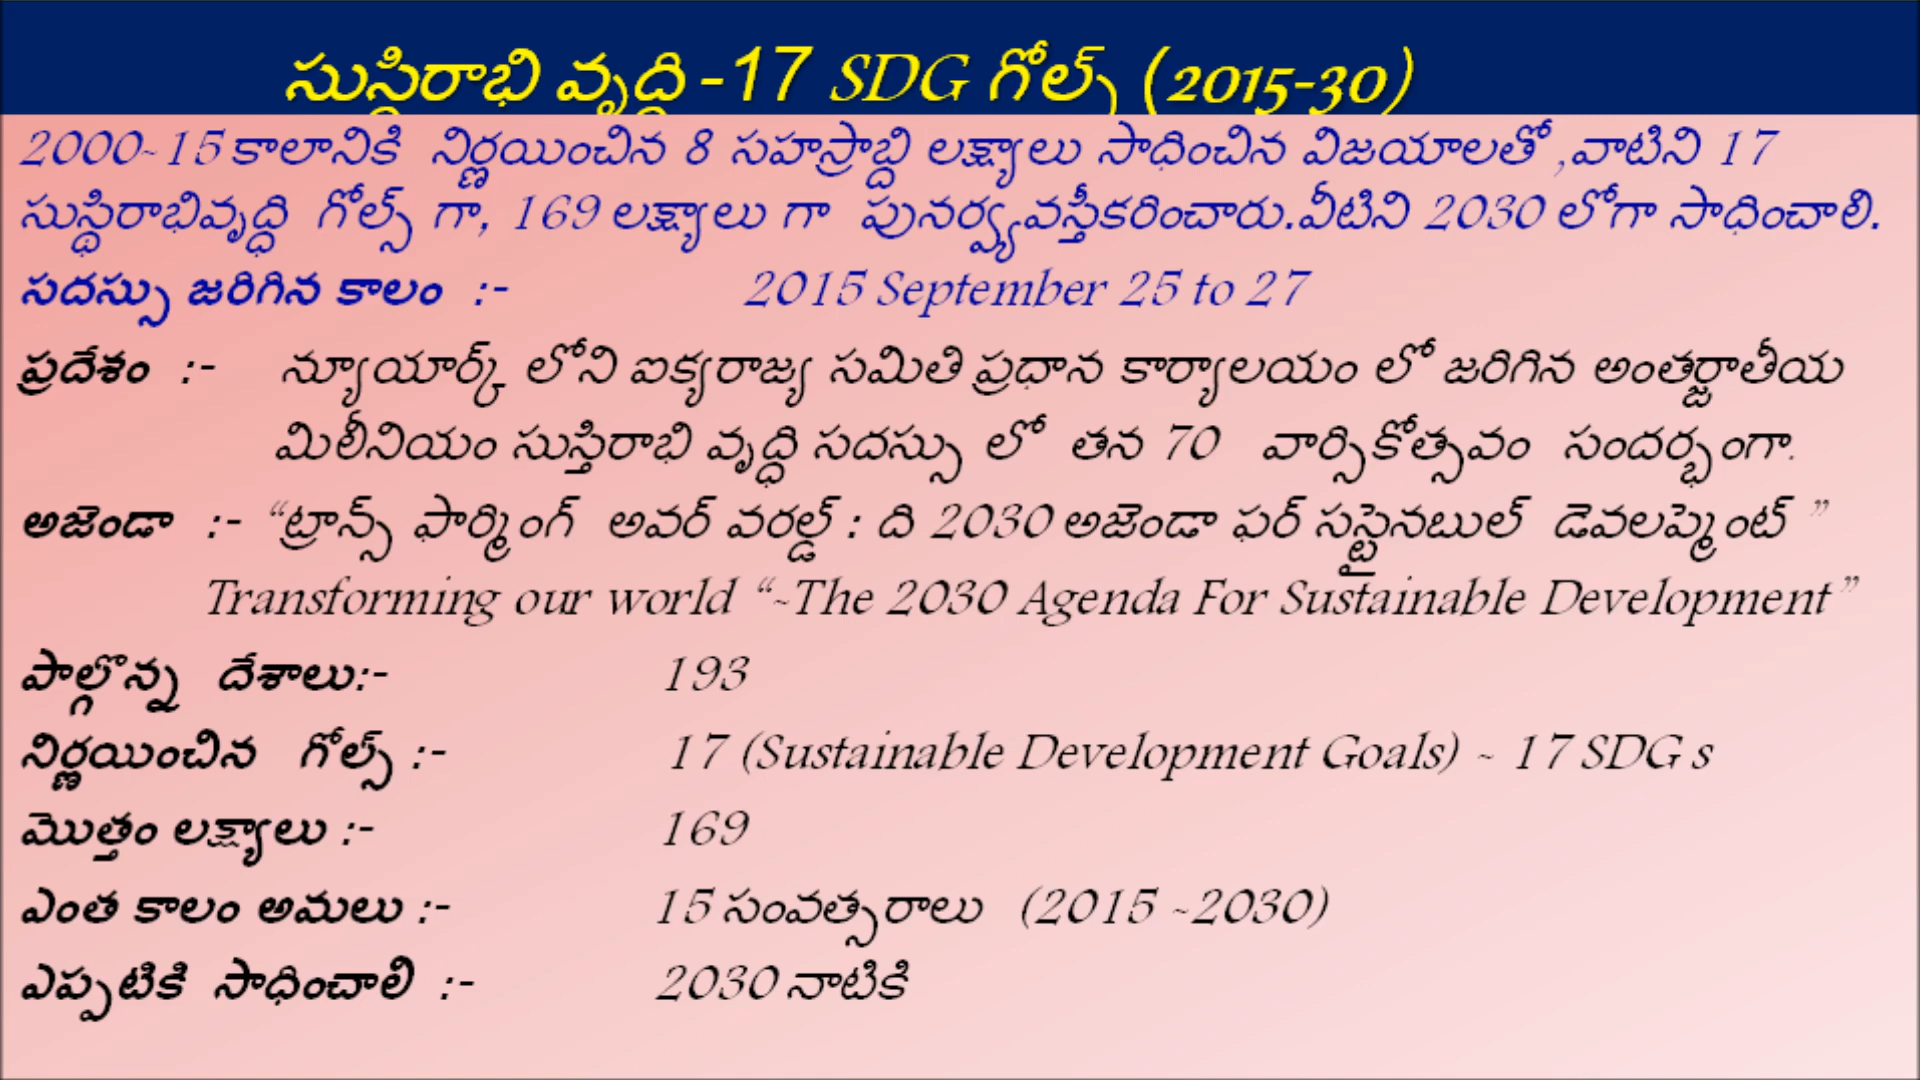 సుస్తిరాభి వృద్ది -17 SDG గోల్స్ (2015-30)
2000-15 కాలానికి నిర్ణయించిన 8 సహస్రాబ్ది లక్ష్యాలు సాధించిన విజయాలతో ,వాటిని 17
సుస్థిరాభివృద్ధి గోల్స్ గా, 169 లక్ష్యాలు గా పునర్వ్యవస్తీకరించారు.వీటిని 2030 లోగా సాధించాలి.
సదస్సు జరిగిన కాలం :- 2015 September 25 to 27
ప్రదేశం :- న్యూయార్క్ లోని ఐక్యరాజ్య సమితి ప్రధాన కార్యాలయం లో జరిగిన అంతర్జాతీయ
మిలీనియం సుస్తిరాభి వృద్ధి సదస్సు లో తన 70 వార్సికోత్సవం సందర్భంగా.
అజెండా :- “ట్రాన్స్ ఫార్మింగ్ అవర్ వరల్డ్ : ది 2030 అజెండా ఫర్ సస్టైనబుల్ డెవలప్మెంట్ ”
Transforming our world “-The 2030 Agenda For Sustainable Development”
పాల్గొన్న దేశాలు:- 193
నిర్ణయించిన గోల్స్ :- 17 (Sustainable Development Goals) - 17 SDG s
మొత్తం లక్ష్యాలు :- 169
ఎంత కాలం అమలు :- 15 సంవత్సరాలు (2015 -2030)
ఎప్పటికి సాధించాలి :- 2030 నాటికి